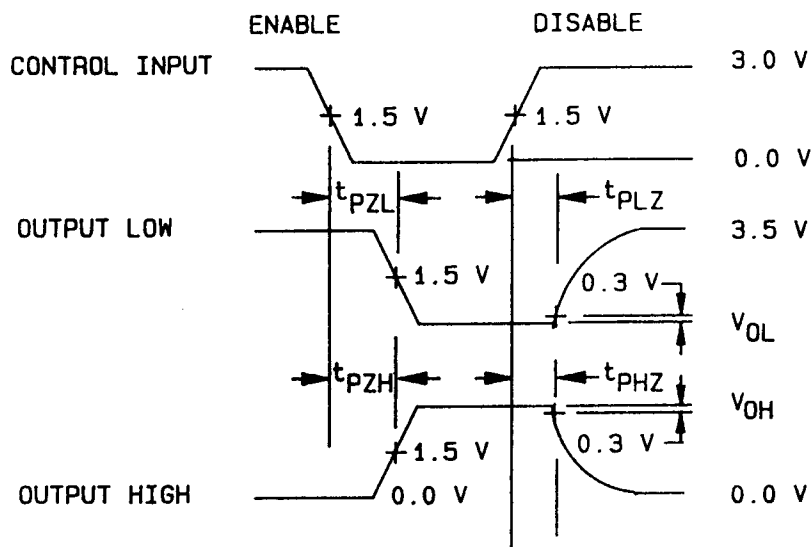 ENABLE DISABLE
CONTROL INPUT 3.0 V
1.5 V 1.5 V
0.0 V
tPZL tPLZ
OUTPUT LOW 3.5 V
1.5 V 0.3 V
VOL
tPZH tPHZ
VOH
1.5 V 0.3 V
OUTPUT HIGH 0.0 V 0.0 V